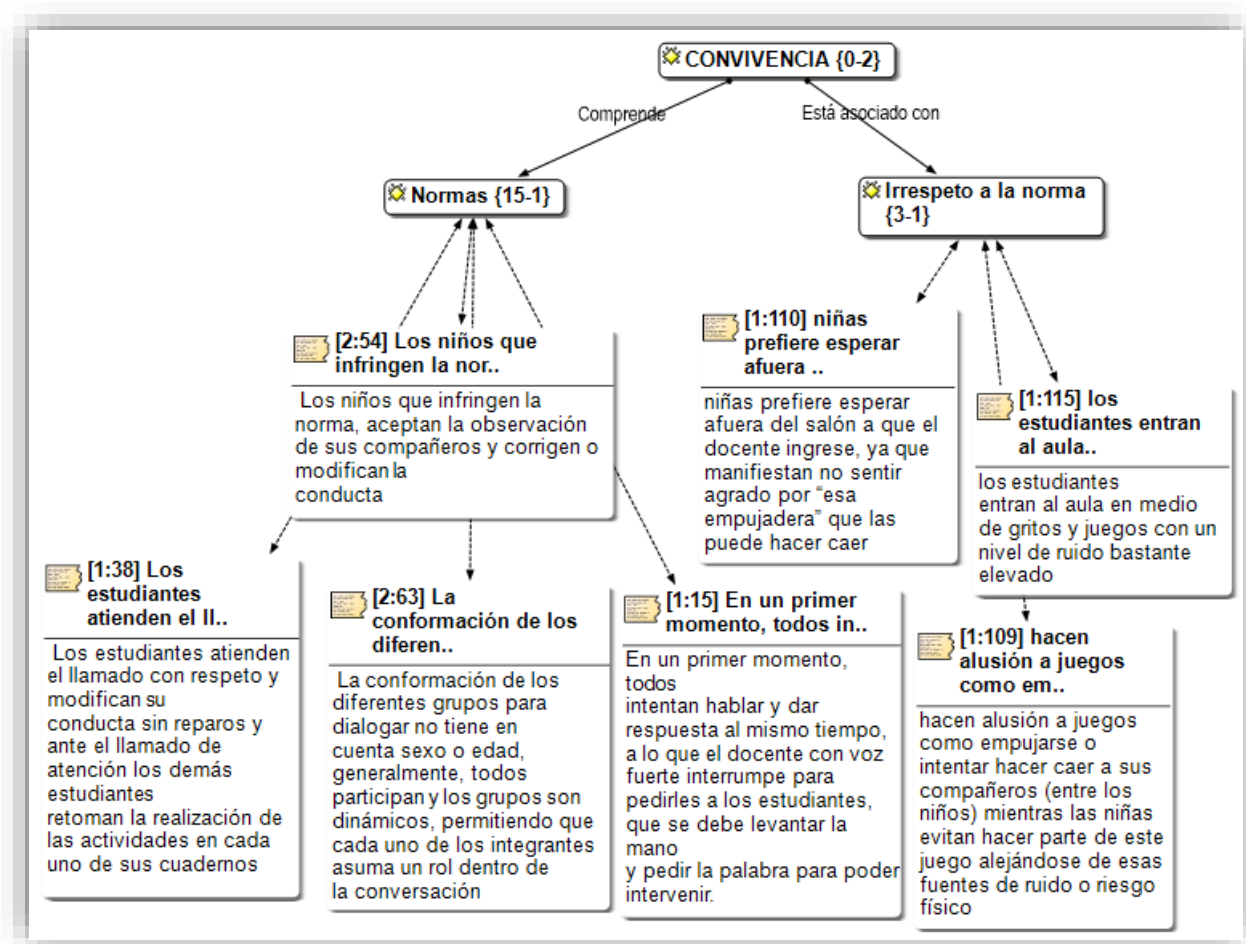 CONVIVENCIA {0-2}
Comprende
Está asociado con
Normas {15-1}
Irrespeto a la norma
{3-1}
[2:54] Los niños que
infringen la nor..
Los niños que infringen la
norma, aceptan la observación
de sus compañeros y corrigen o
modifican la
conducta
[1:110] niñas
prefiere esperar
afuera ..
niñas prefiere esperar
afuera del salón a que el
docente ingrese, ya que
manifiestan no sentir
agrado por “esa
empujadera” que las
puede hacer caer
[1:115] los
estudiantes entran
al aula..
los estudiantes
entran al aula en medio
de gritos y juegos con un
nivel de ruido bastante
elevado
[1:38] Los
estudiantes
atienden el ll..
Los estudiantes atienden
el llamado con respeto y
modifican su
conducta sin reparos y
ante el llamado de
atención los demás
estudiantes
retoman la realización de
las actividades en cada
uno de sus cuadernos
[2:63] La
conformación de los
diferen..
La conformación de los
diferentes grupos para
dialogar no tiene en
cuenta sexo o edad,
generalmente, todos
participan y los grupos son
dinámicos, permitiendo que
cada uno de los integrantes
asuma un rol dentro de
la conversación
[1:15] En un primer
momento, todos in..
En un primer momento,
todos
intentan hablar y dar
respuesta al mismo tiempo,
a lo que el docente con voz
fuerte interrumpe para
pedirles a los estudiantes,
que se debe levantar la
mano
y pedir la palabra para poder
intervenir.
[1:109] hacen
alusión a juegos
como em..
hacen alusión a juegos
como empujarse o
intentar hacer caer a sus
compañeros (entre los
niños) mientras las niñas
evitan hacer parte de este
juego alejándose de esas
fuentes de ruido o riesgo
físico